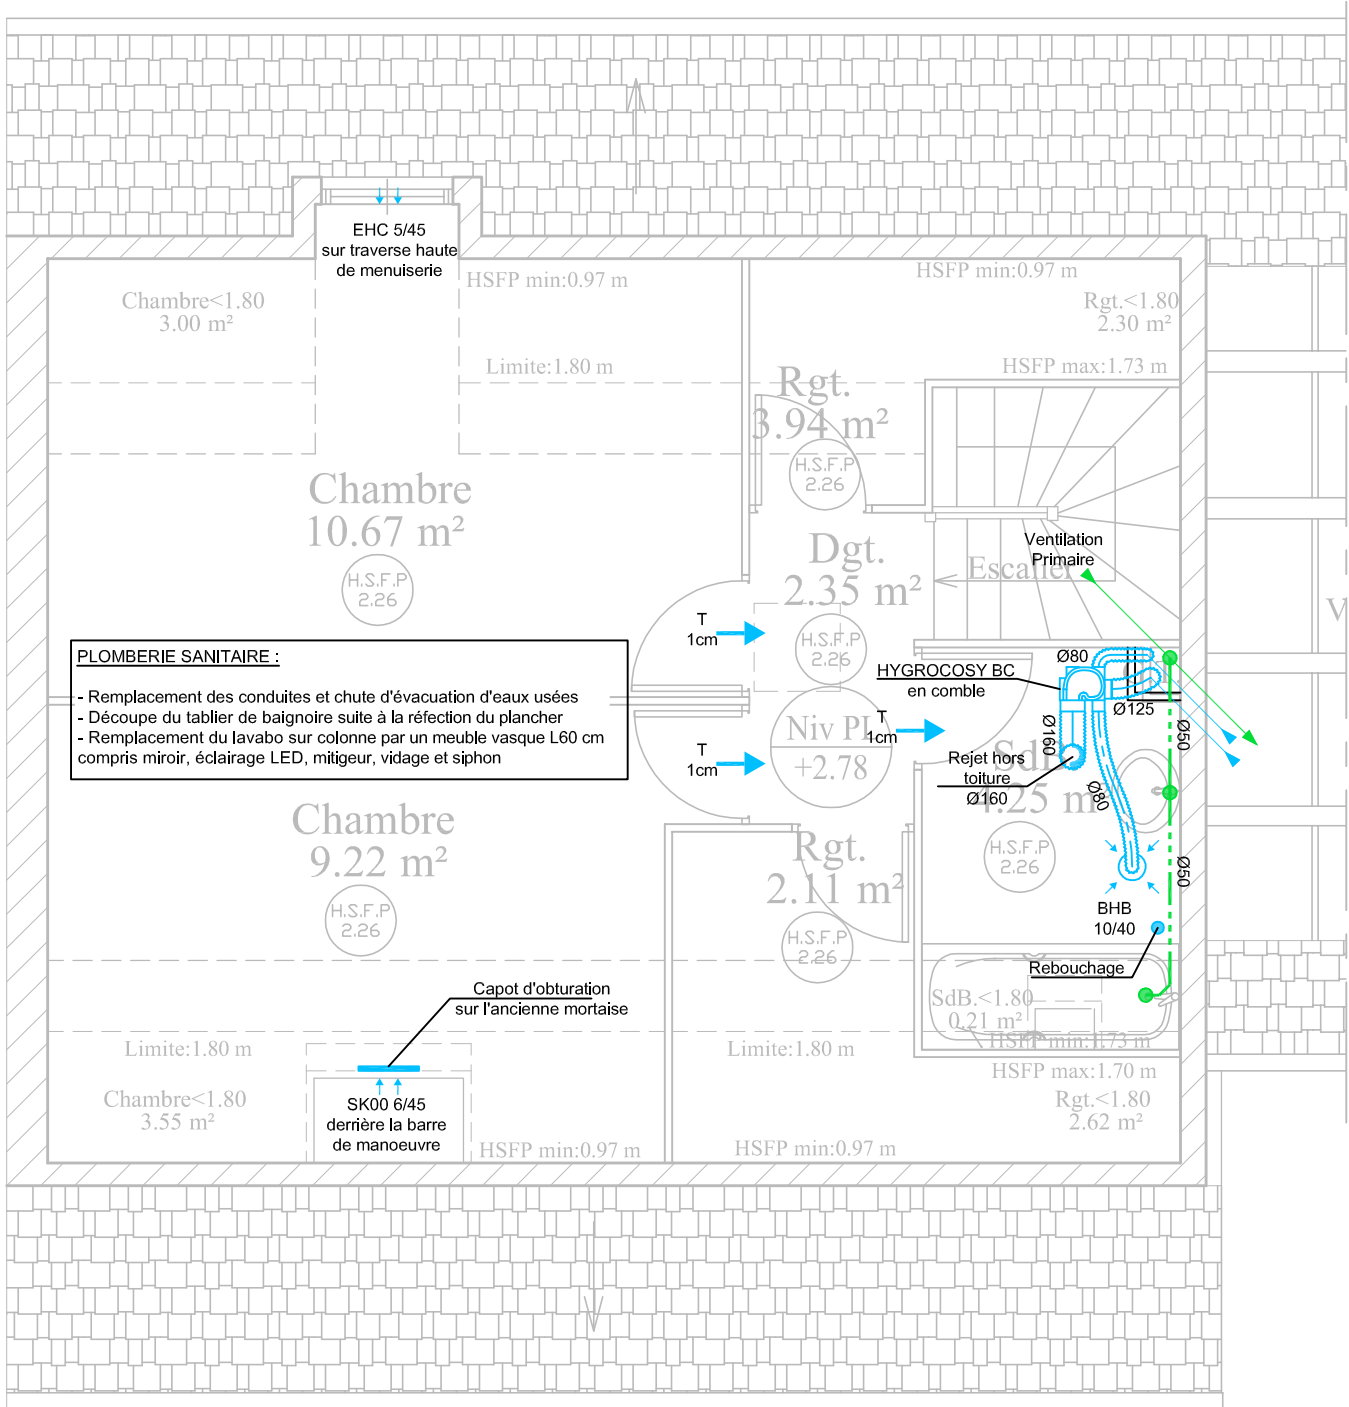 EHC 5/45
sur traverse haute
de menuiserie
HSFP min:0.97 m
HSFP min:0.97 m
Chambre<1.80
3.00 m²
Rgt.<1.80
2.30 m²
Limite:1.80 m
HSFP max:1.73 m
Rgt.
3.94 m²
H.S.F.P
2.26
Chambre
10.67 m²
H.S.F.P
2.26
Dgt.
2.35 m²
H.S.F.P
2.26
Escalier
Ventilation
Primaire
V
T
1cm
PLOMBERIE SANITAIRE :
- Remplacement des conduites et chute d'évacuation d'eaux usées
- Découpe du tablier de baignoire suite à la réfection du plancher
- Remplacement du lavabo sur colonne par un meuble vasque L60 cm
compris miroir, éclairage LED, mitigeur, vidage et siphon
HYGROCOSY BC
en comble
Ø80
Ø125
Ø160
Ø50
Niv PL
+2.78
T
1cm
T
1cm
Rejet hors
toiture
Ø160
SdB.
4.25 m²
Ø80
H.S.F.P
2.26
Ø50
Chambre
9.22 m²
H.S.F.P
2.26
Rgt.
2.11 m²
H.S.F.P
2.26
BHB
10/40
Rebouchage
Capot d'obturation
sur l'ancienne mortaise
SdB.<1.80
0.21 m²
HSFP min:1.73 m
Limite:1.80 m
Limite:1.80 m
HSFP max:1.70 m
Chambre<1.80
3.55 m²
SK00 6/45
derrière la barre
de manoeuvre
Rgt.<1.80
2.62 m²
HSFP min:0.97 m
HSFP min:0.97 m